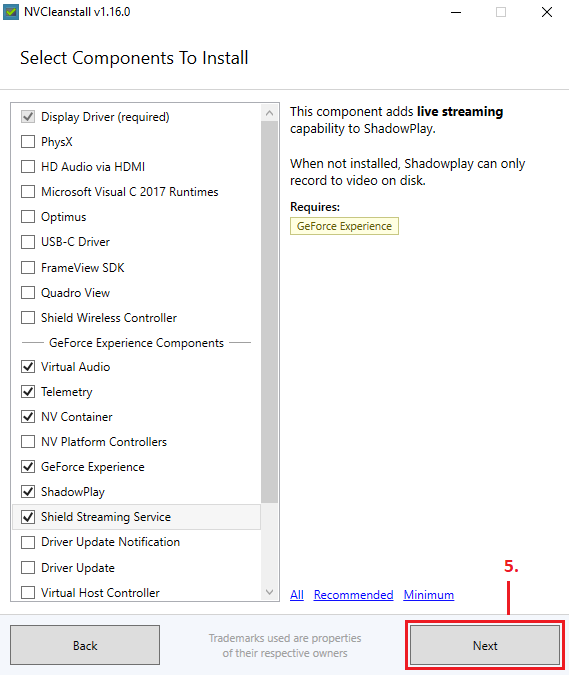 NVCleanstall v1.16.0
Select Components To Install
Display Driver (required)
PhysX
HD Audio via HDMI
Microsoft Visual C 2017 Runtimes
Optimus
USB-C Driver
FrameView SDK
Quadro View
Shield Wireless Controller
GeForce Experience Components
Virtual Audio
Telemetry
NV Container
NV Platform Controllers
GeForce Experience
ShadowPlay
Shield Streaming Service
Driver Update Notification
Driver Update
Virtual Host Controller
This component adds live streaming
capability to ShadowPlay.
When not installed, Shadowplay can only
record to video on disk.
Requires:
GeForce Experience
All Recommended Minimum
5.
Back
Trademarks used are properties
of their respective owners
Next